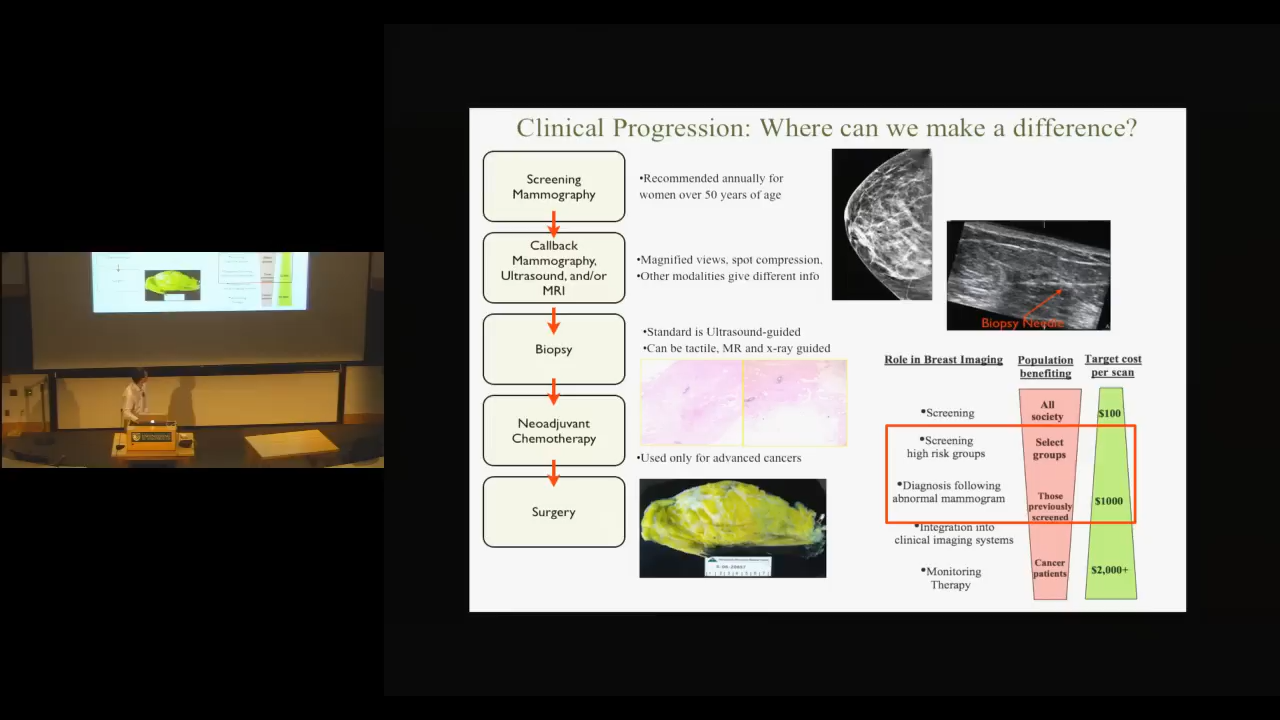 Clinical Progression: Where can we make a difference?
Screening
Mammography
•Recommended annually for
women over 50 years of age
Callback
Mammography,
Ultrasound, and/or
MRI
•Magnified views, spot compression,
•Other modalities give different info
Biopsy Needle
Biopsy
•Standard is Ultrasound-guided
•Can be tactile, MR and x-ray guided
Neoadjuvant
Chemotherapy
•Used only for advanced cancers
Surgery
Role in Breast Imaging
Population
benefiting
Target cost
per scan
•Screening
All
society
$100
•Screening
high risk groups
Select
groups
•Diagnosis following
abnormal mammogram
Those
previously
screened
$1000
•Integration into
clinical imaging systems
•Monitoring
Therapy
Cancer
patients
$2,000+